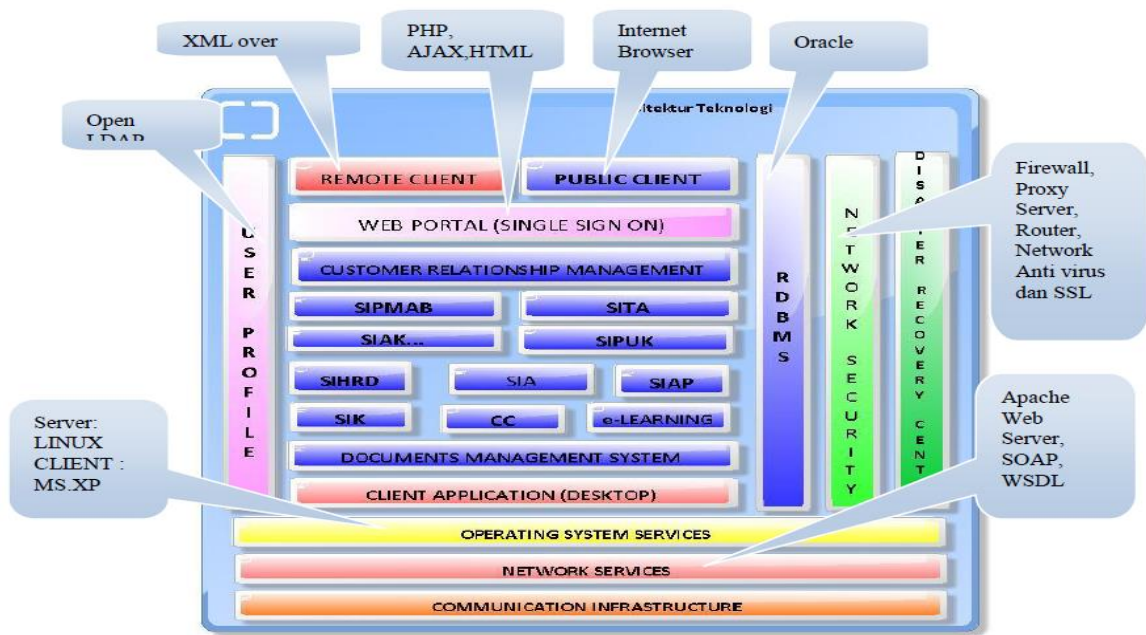 XML over
PHP,
AJAX,HTML
Internet
Browser
Oracle
Teknologi
Open
LDAP
REMOTE CLIENT
PUBLIC CLIENT
WEB PORTAL (SINGLE SIGN ON)
CUSTOMER RELATIONSHIP MANAGEMENT
SIPMAB
SITA
SIAK...
SIPUK
SIHRD
SIA
SIAP
SIK
CC
e-LEARNING
DOCUMENTS MANAGEMENT SYSTEM
CLIENT APPLICATION (DESKTOP)
USER PROFILE
RDBMS
NETWORK SECURITY
RECOVERY CENT
Firewall,
Proxy
Server,
Router,
Network
Anti virus
dan SSL
Server:
LINUX
CLIENT :
MS.XP
Apache
Web
Server,
SOAP,
WSDL
OPERATING SYSTEM SERVICES
NETWORK SERVICES
COMMUNICATION INFRASTRUCTURE